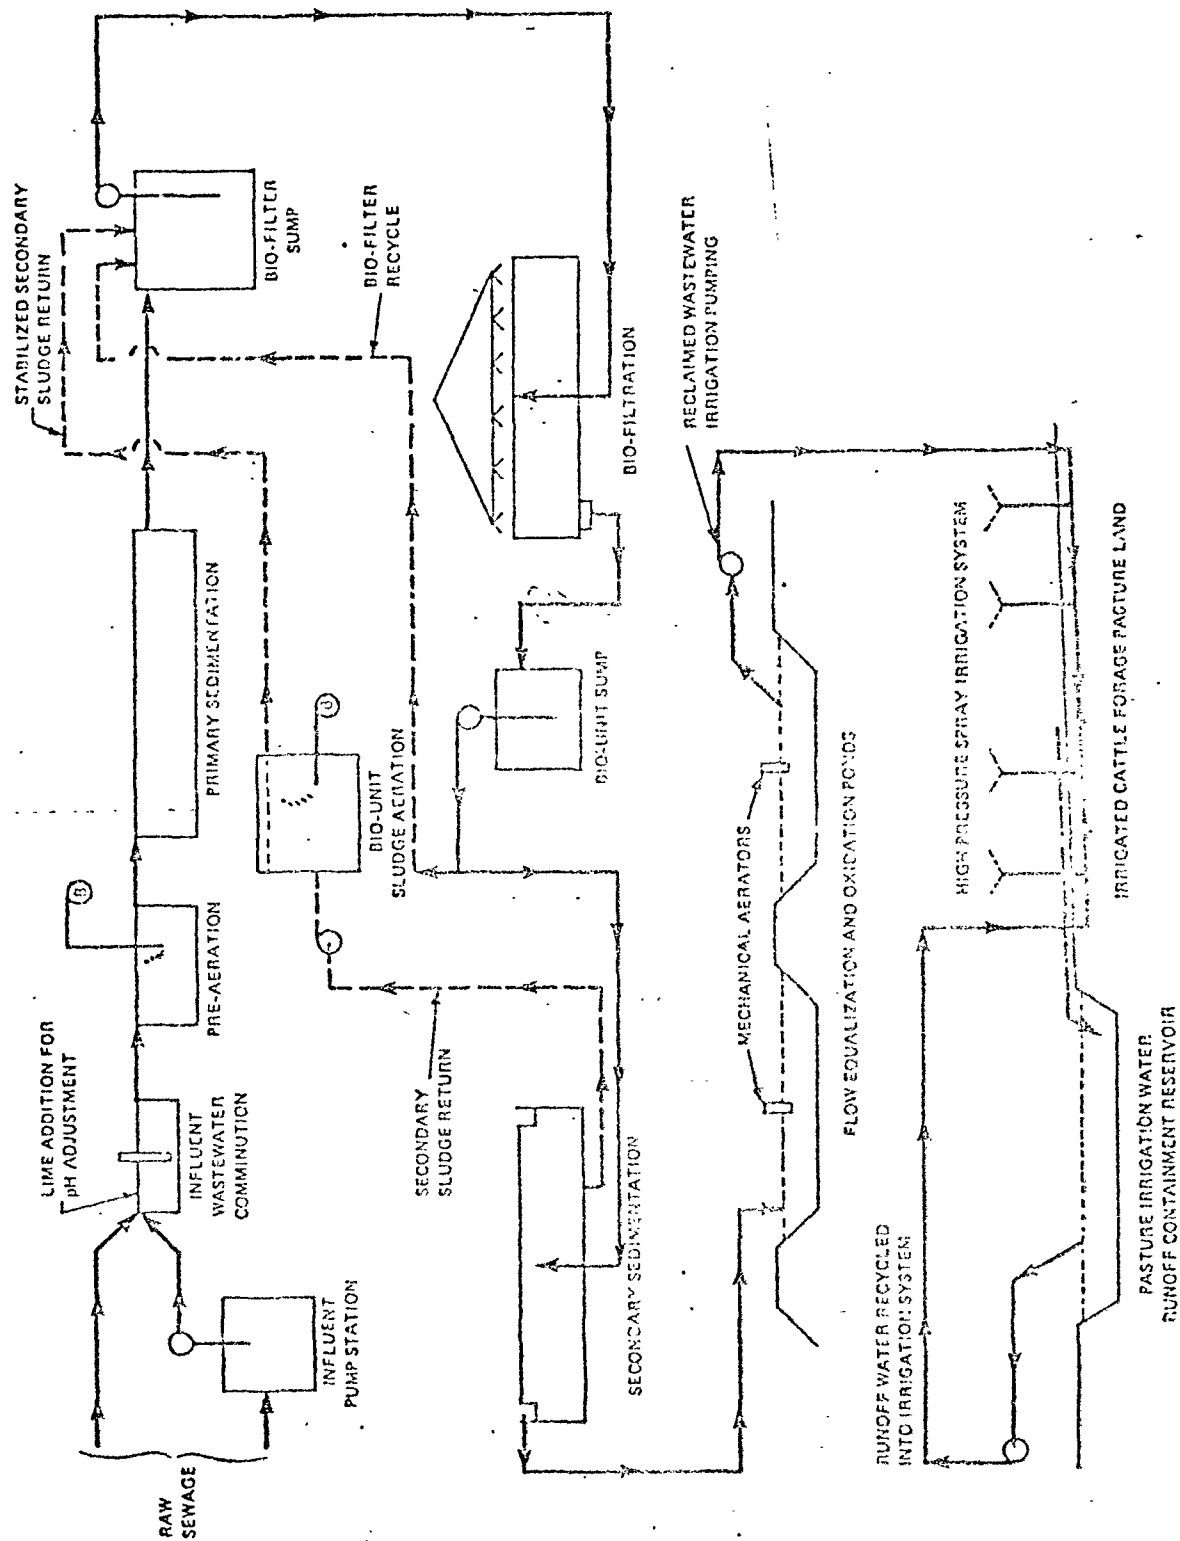 RAW
SEWAGE
INFLUENT
PUMP STATION
LIME ADDITION FOR
pH ADJUSTMENT
INFLUENT
WASTEWATER
COMMINUTION
PRE-AERATION
B
PRIMARY SEDIMENTATION
STABILIZED SECONDARY
SLUDGE RETURN
BIO-FILTER
SUMP
BIO-FILTER
RECYCLE
BIO-UNIT
SLUDGE AERATION
B
SECONDARY
SLUDGE RETURN
BIO-FILTRATION
BIO-UNIT SUMP
SECONDARY SEDIMENTATION
MECHANICAL AERATORS
RECLAIMED WASTEWATER
IRRIGATION PUMPING
FLOW EQUALIZATION AND OXIDATION PONDS
RUNOFF WATER RECYCLED
INTO IRRIGATION SYSTEM
HIGH PRESSURE SPRAY IRRIGATION SYSTEM
IRRIGATED CATTLE FORAGE PACTURE LAND
PASTURE IRRIGATION WATER
RUNOFF CONTAINMENT RESERVOIR